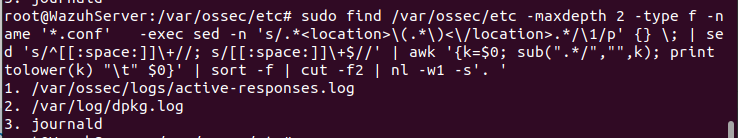 root@WazuhServer:/var/ossec/etc# sudo find /var/ossec/etc -maxdepth 2 -type f -n
ame '*.conf'   -exec sed -n 's/.*<location>\(.*\)<\/location>.*/\1/p' {} \; | se
d 's/^[[:space:]]\+//; s/[[:space:]]\+$//' | awk '{k=$0; sub(".*/","",k); print 
tolower(k) "\t" $0}' | sort -f | cut -f2 | nl -w1 -s'. '
1. /var/ossec/logs/active-responses.log
2. /var/log/dpkg.log
3. journald